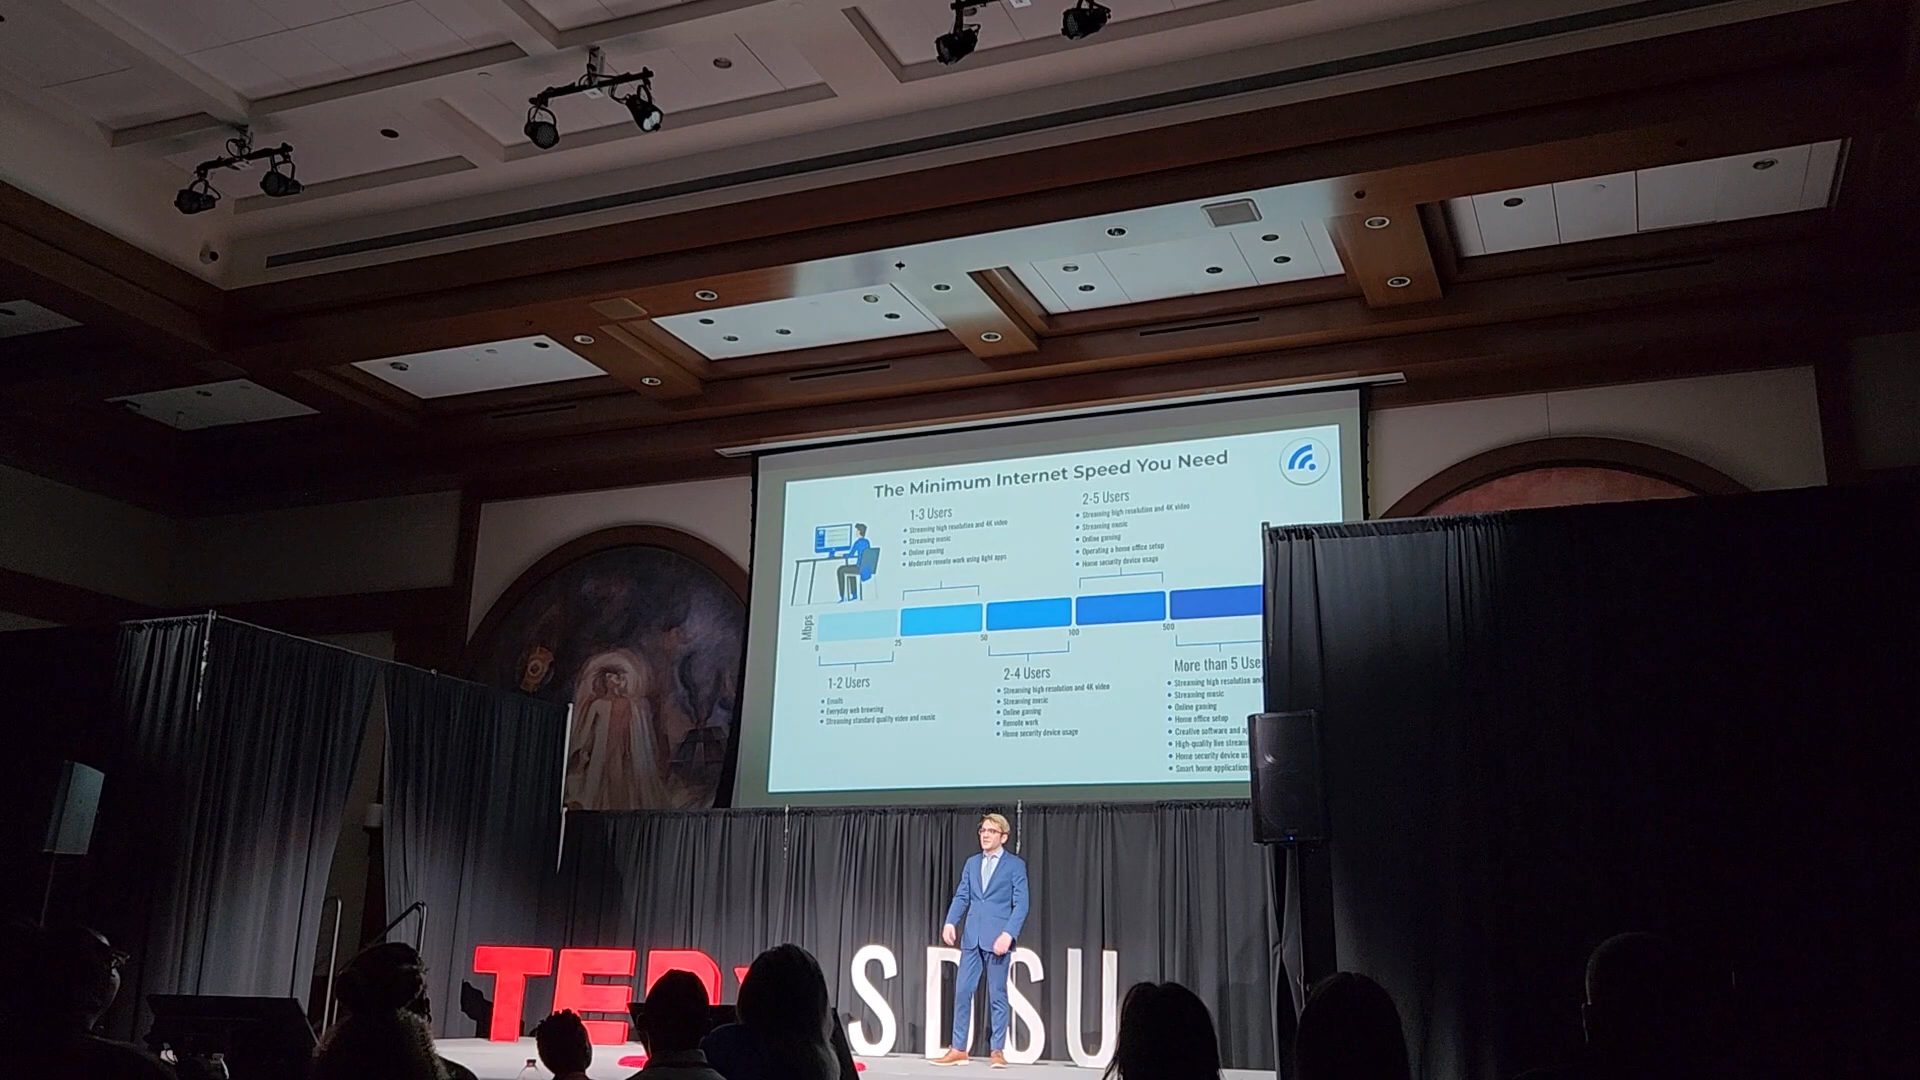 The Minimum Internet Speed You Need
1-3 Users
• Streaming high resolution and 4K video
• Streaming music
• Online gaming
• Moderate remote work using light apps
2-5 Users
• Streaming high resolution and 4K video
• Streaming music
• Online gaming
• Operating a home office setup
• Home security device usage
Mbps
0
25
50
100
500
1-2 Users
• Emails
• Everyday web browsing
• Streaming standard quality video and music
2-4 Users
• Streaming high resolution and 4K video
• Streaming music
• Online gaming
• Remote work
• Home security device usage
More than 5 Use
• Streaming high resolution and
• Streaming music
• Online gaming
• Home office setup
• Creative software and
• High-quality live
• Home security device
• Smart home
TEDx SDSU